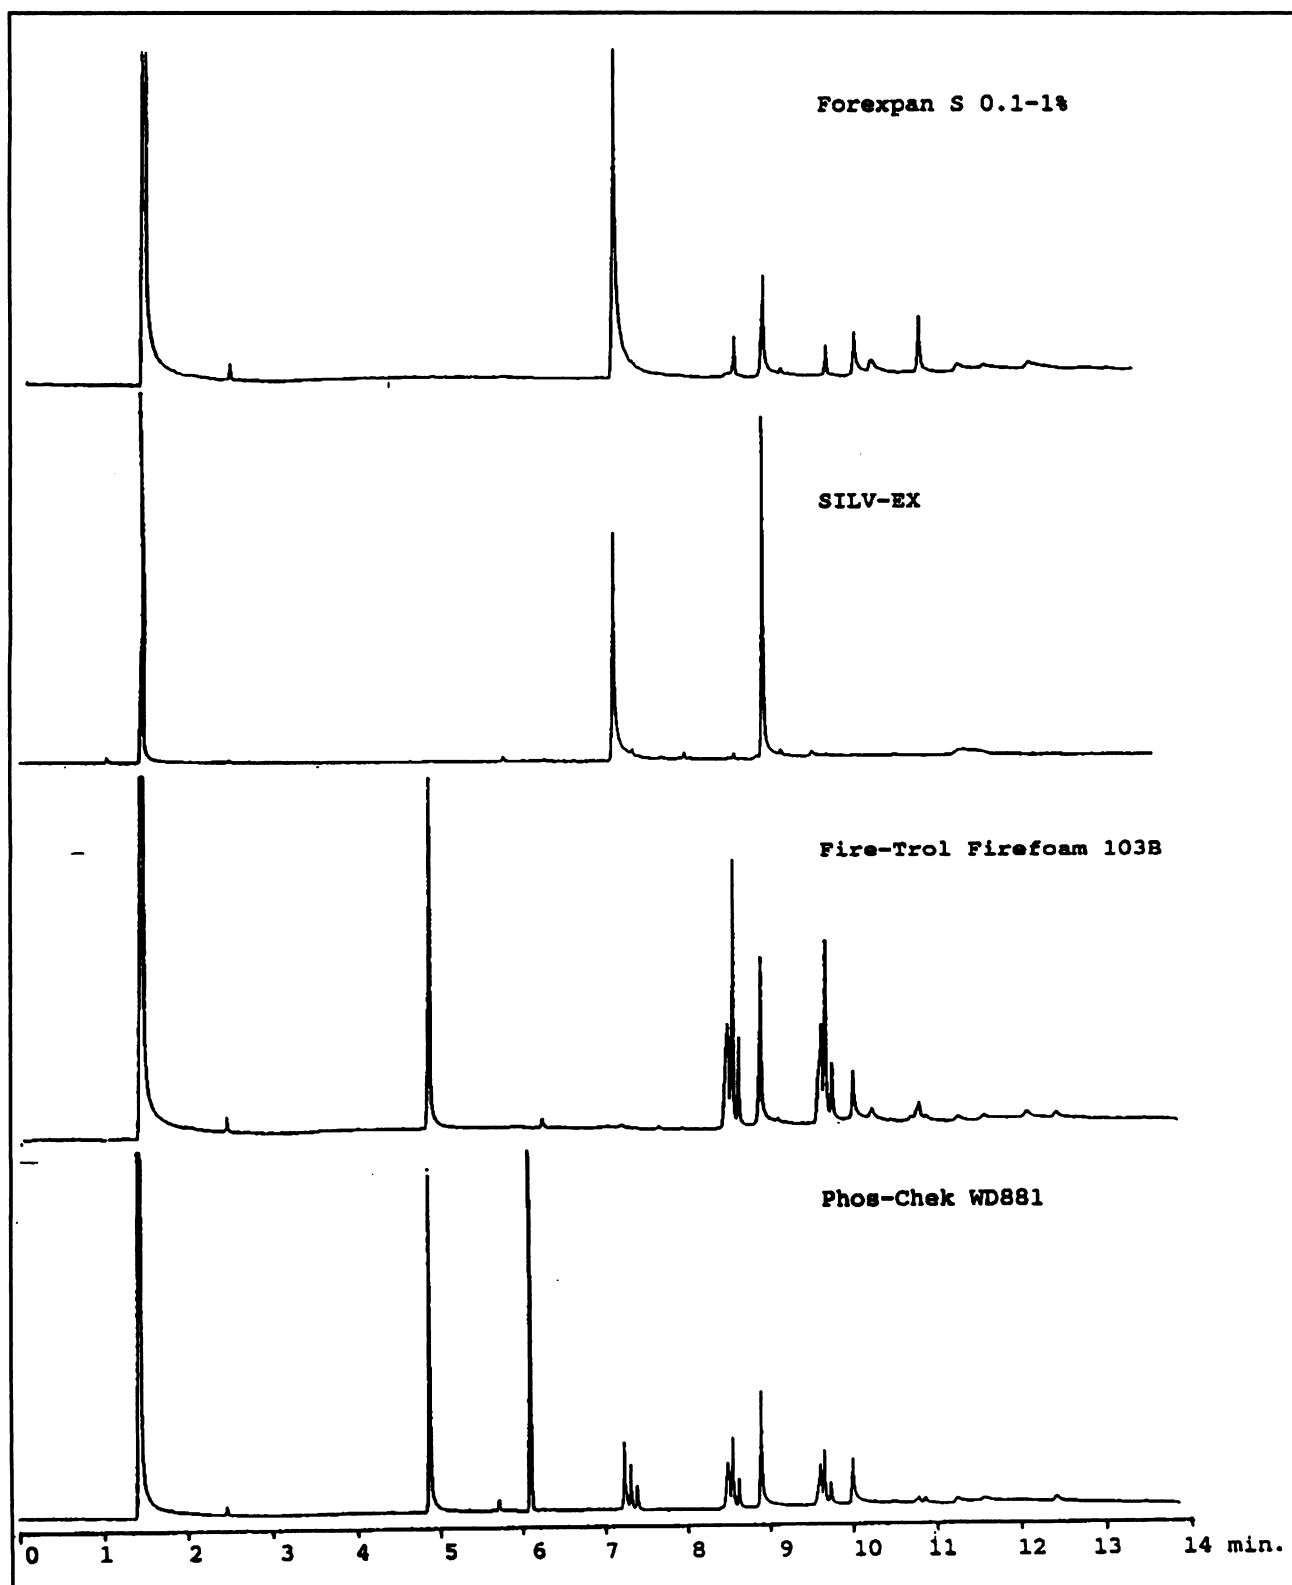 Forexpan S 0.1-1%
SILV-EX
Fire-Trol Firefoam 103B
Phos-Chek WD881
0 1 2 3 4 5 6 7 8 9 10 11 12 13 14 min.